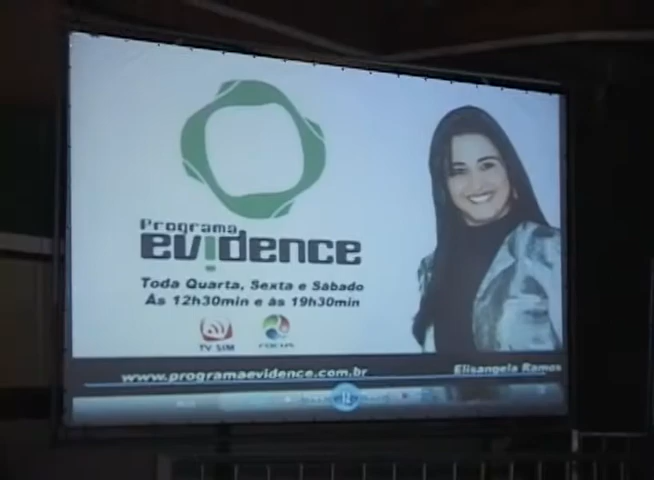 Programa
evidence
Toda Quarta, Sexta e Sábado
Às 12h30min e às 19h30min
TV SIM
www.programaevidence.com.br
Elisangela Ramos